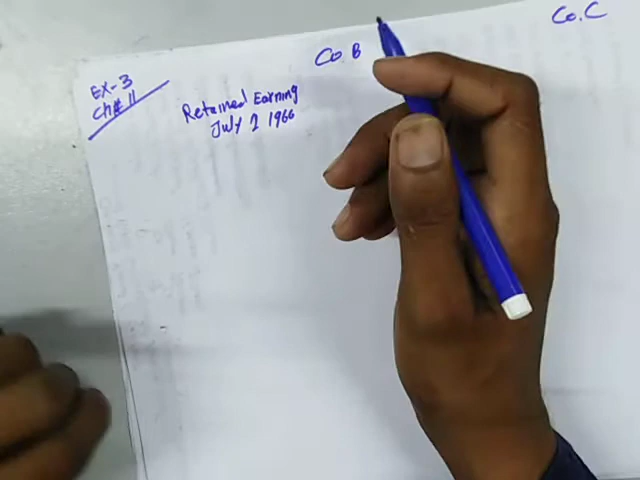 EX-3
Ch# 11
Retained Earning
July 1 1966
Co. B
Co. C